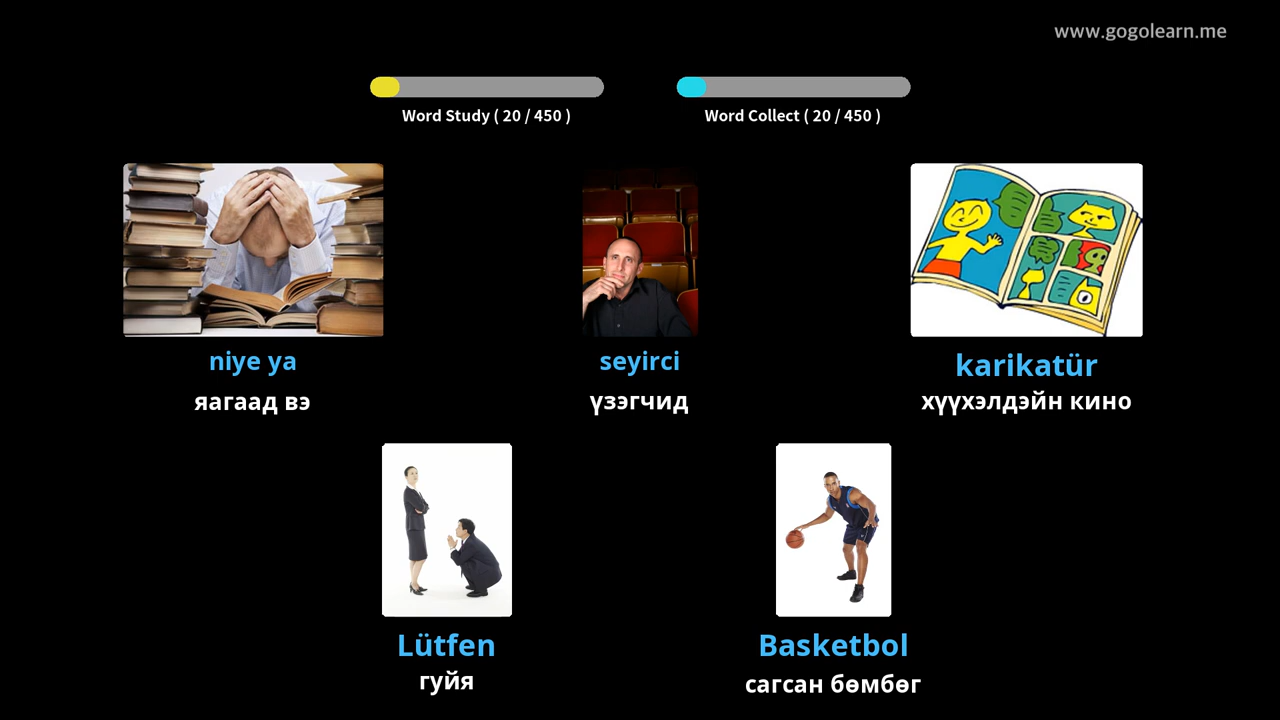 www.gogolearn.me
Word Study ( 20 / 450 )
Word Collect ( 20 / 450 )
niye ya
яагаад вэ
seyirci
үзэгчид
karikatür
хүүхэлдэйн кино
Lütfen
гуйя
Basketbol
сагсан бөмбөг